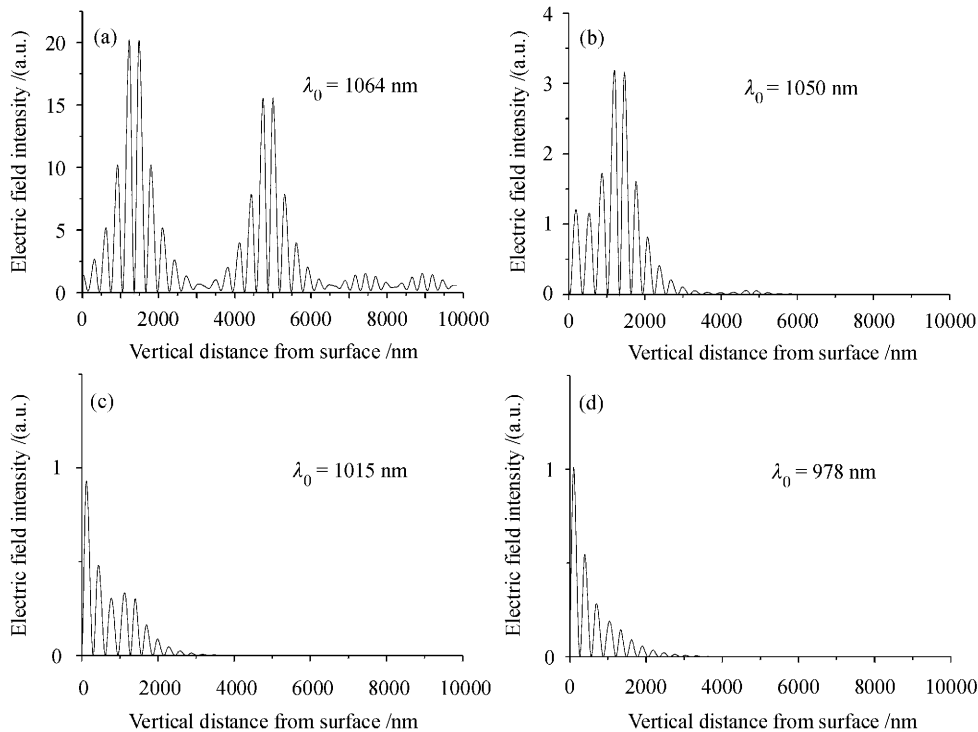 (a)
λ0 = 1064 nm
Electric field intensity /(a.u.)
20
15
10
5
0
0 2000 4000 6000 8000 10000
Vertical distance from surface /nm
(b)
λ0 = 1050 nm
Electric field intensity /(a.u.)
4
3
2
1
0
0 2000 4000 6000 8000 10000
Vertical distance from surface /nm
(c)
λ0 = 1015 nm
Electric field intensity /(a.u.)
1
0
0 2000 4000 6000 8000 10000
Vertical distance from surface /nm
(d)
λ0 = 978 nm
Electric field intensity /(a.u.)
1
0
0 2000 4000 6000 8000 10000
Vertical distance from surface /nm